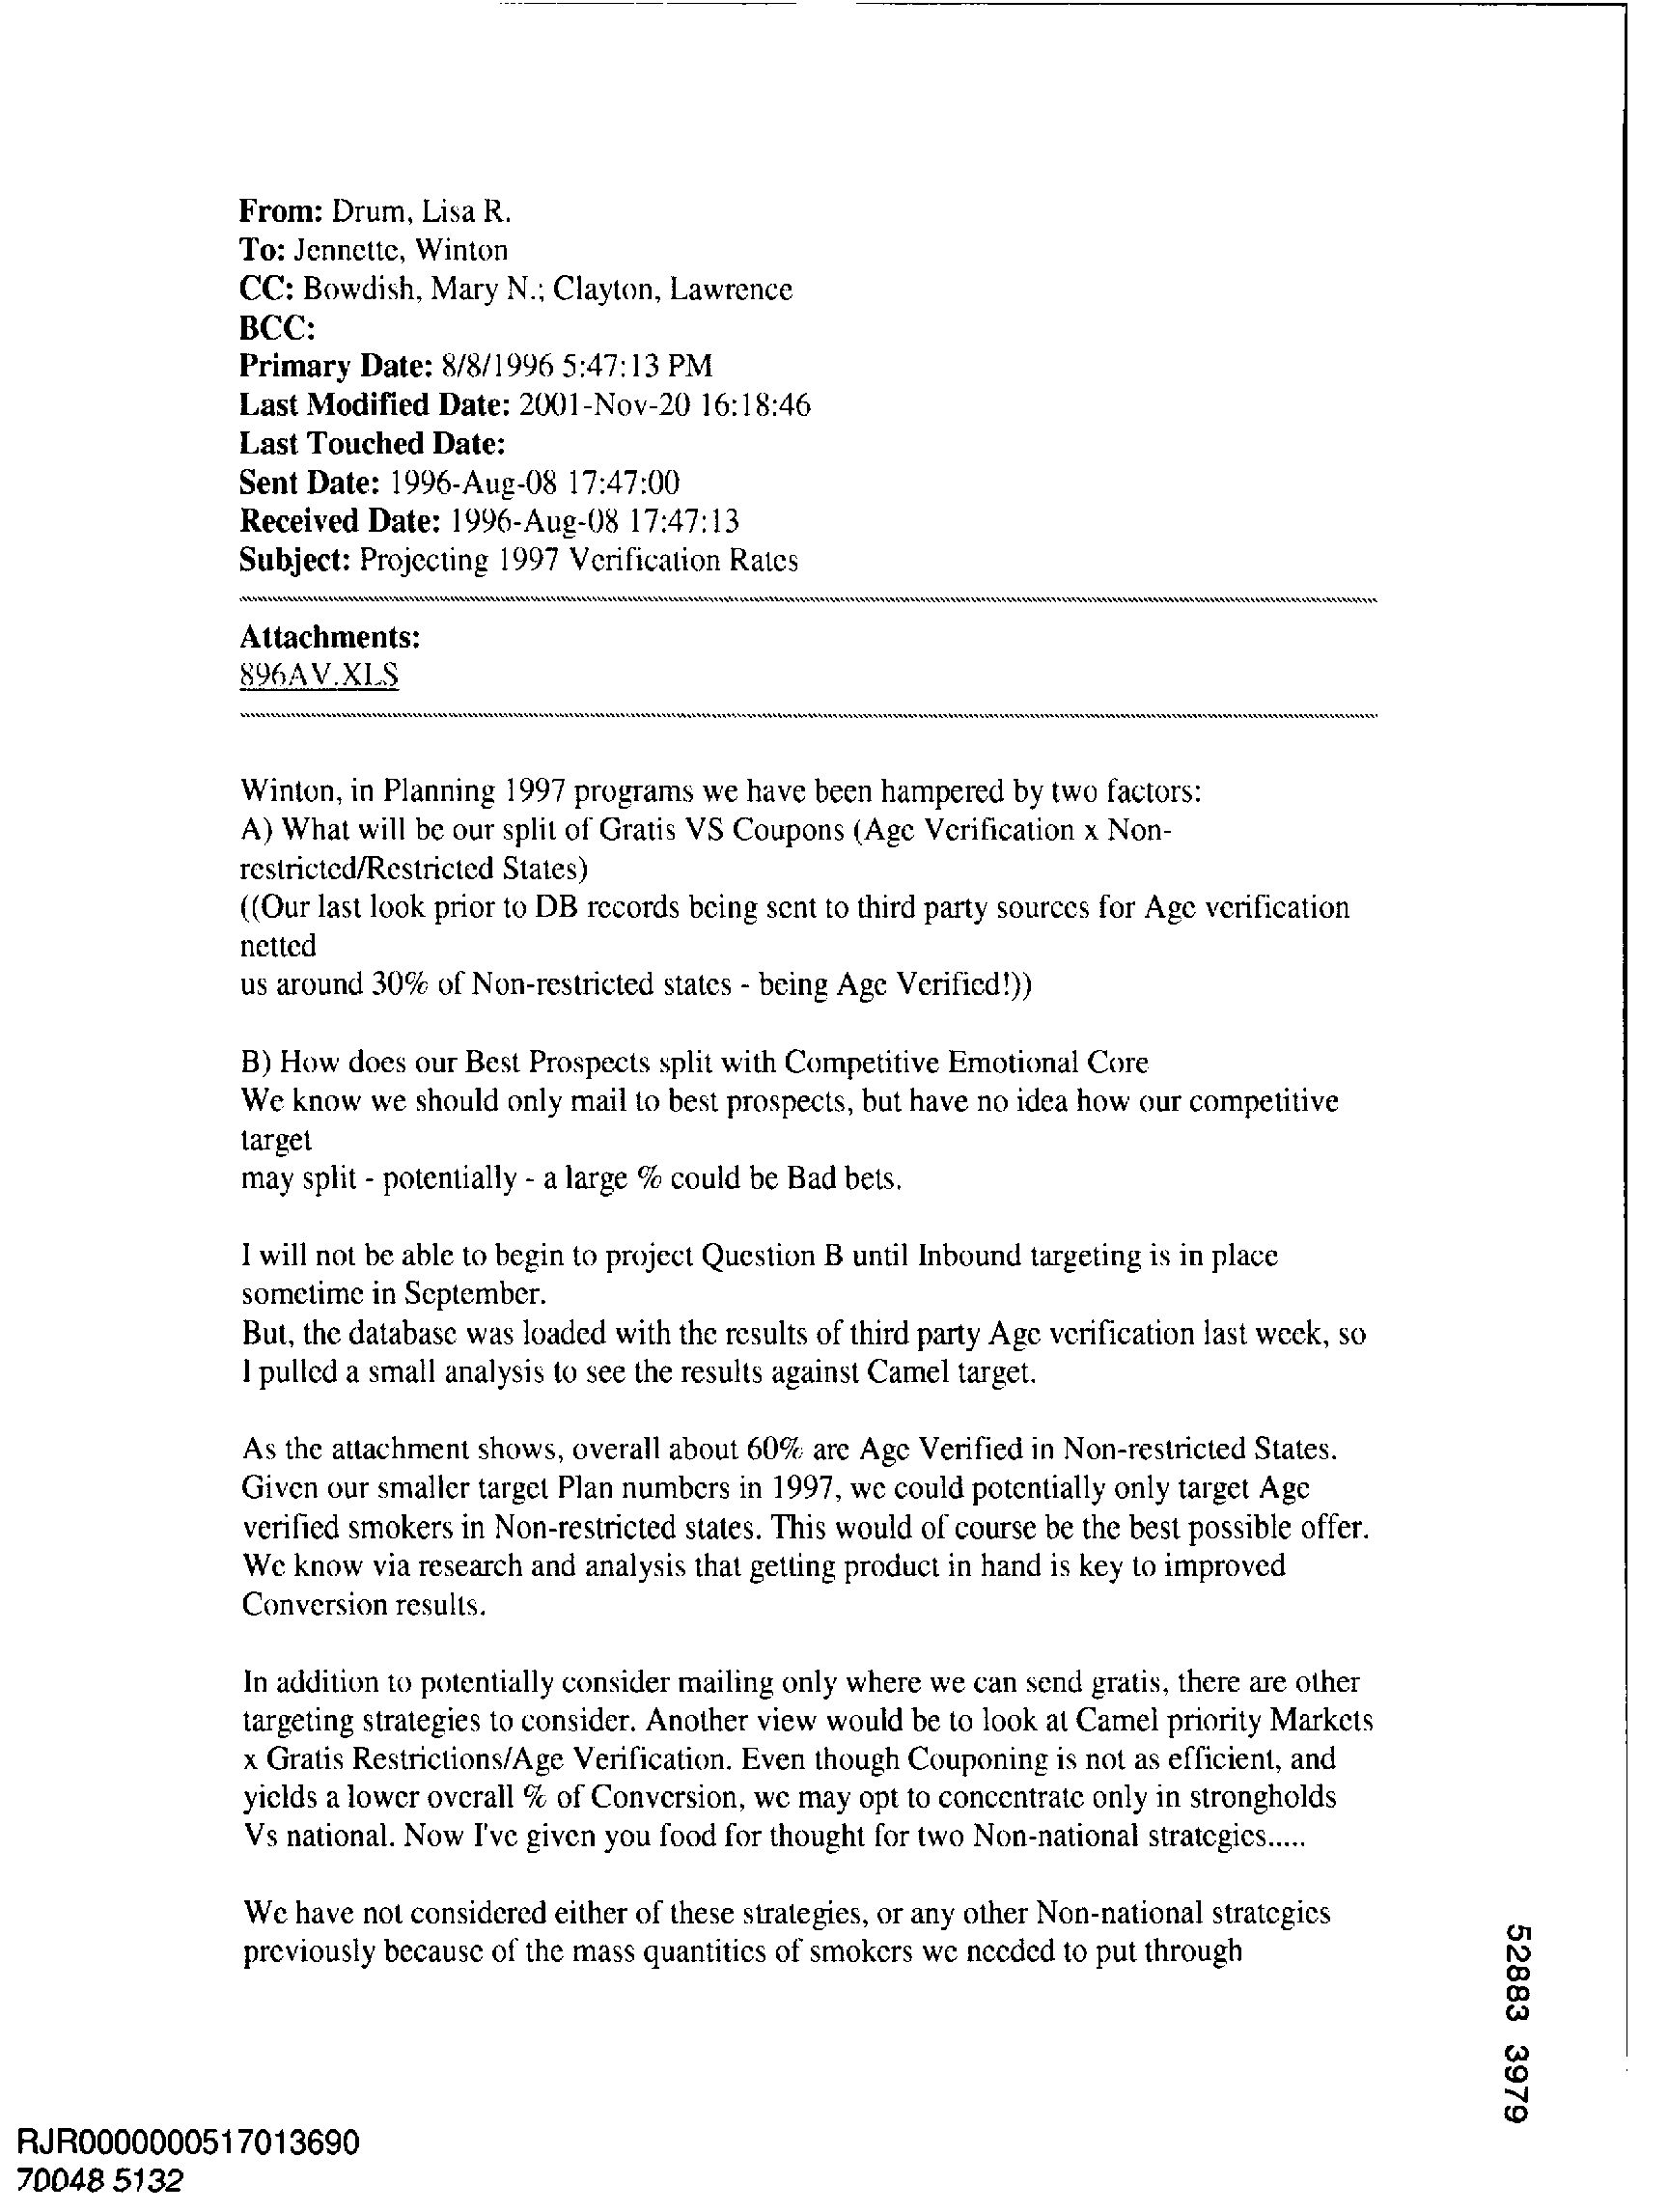 From: Drum, Lisa R.
To: Jennette, Winton
CC: Bowdish, Mary N.; Clayton, Lawrence
BCC:
Primary Date: 8/8/1996 5:47:13 PM
Last Modified Date: 2001-Nov-20 16:18:46
Last Touched Date:
Sent Date: 1996-Aug-08 17:47:00
Received Date: 1996-Aug-08 17:47:13
Subject: Projecting 1997 Verification Rates
Attachments:
896AV.XLS
Winton, in Planning 1997 programs we have been hampered by two factors:
A) What will be our split of Gratis VS Coupons (Age Verification x Non-
restricted/Restricted States)
((Our last look prior to DB records being sent to third party sources for Age verification
netted
us around 30% of Non-restricted states - being Age Verified!))
B) How does our Best Prospects split with Competitive Emotional Core
We know we should only mail to best prospects, but have no idea how our competitive
target
may split - potentially - a large % could be Bad bets.
I will not be able to begin to project Question B until Inbound targeting is in place
sometime in September.
But, the database was loaded with the results of third party Age verification last week, so
I pulled a small analysis to see the results against Camel target.
As the attachment shows, overall about 60% are Age Verified in Non-restricted States.
Given our smaller target Plan numbers in 1997, we could potentially only target Age
verified smokers in Non-restricted states. This would of course be the best possible offer.
We know via research and analysis that getting product in hand is key to improved
Conversion results.
In addition to potentially consider mailing only where we can send gratis, there are other
targeting strategies to consider. Another view would be to look at Camel priority Markets
x Gratis Restrictions/Age Verification. Even though Couponing is not as efficient, and
yields a lower overall % of Conversion, we may opt to concentrate only in strongholds
Vs national. Now I've given you food for thought for two Non-national strategies.....
We have not considered either of these strategies, or any other Non-national strategies
previously because of the mass quantities of smokers we needed to put through
52883 3979
RJR0000000517013690
70048 5132